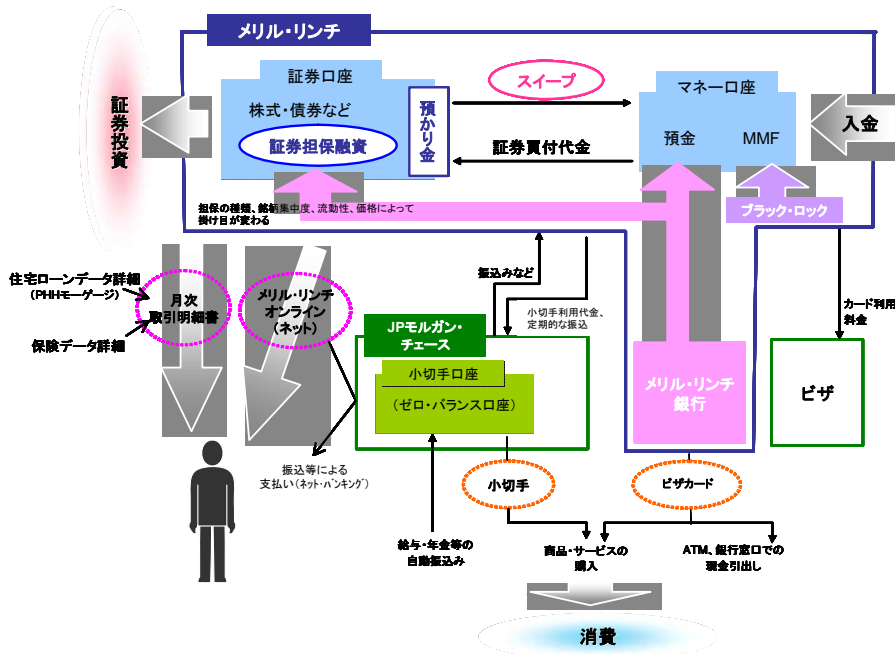 メリル・リンチ
証券口座
株式・債券など
証券担保融資
預かり金
スイープ
証券買付代金
マネー口座
預金
MMF
入金
証券投資
担保の種類、銘柄集中度、流動性、価格によって
掛け目が変わる
ブラック・ロック
住宅ローンデータ詳細
(PHHモーゲージ)
保険データ詳細
月次
取引明細書
メリル・リンチ
オンライン
(ネット)
振込みなど
小切手利用代金、
定期的な振込
カード利用
料金
JPモルガン・
チェース
小切手口座
(ゼロ・バランス口座)
メリル・リンチ
銀行
ビザ
振込等による
支払い(ネット・バンキング)
小切手
ビザカード
給与・年金等の
自動振込み
商品・サービスの
購入
ATM、銀行窓口での
現金引出し
消費